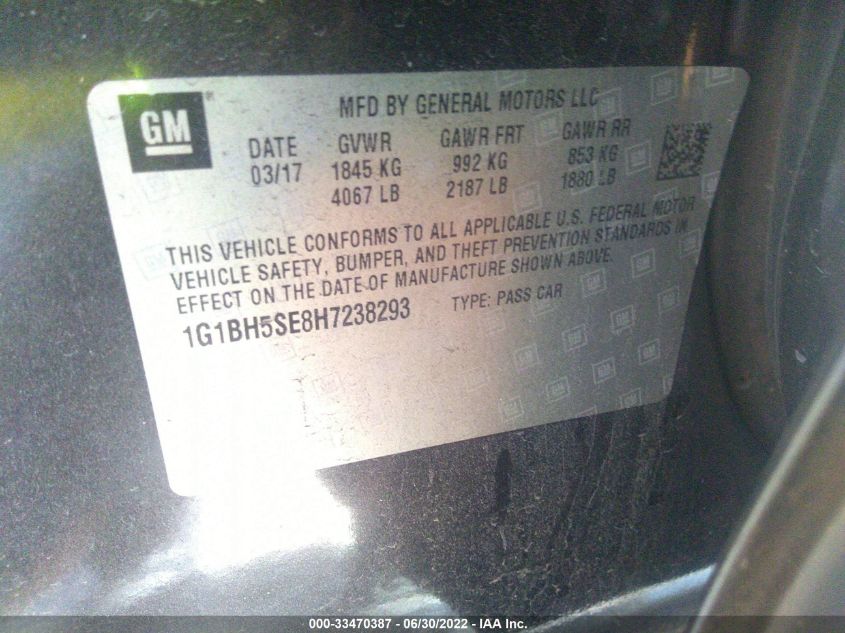 GM
MFD BY GENERAL MOTORS LLC
DATE GVWR GAWR FRT GAWR RR
03/17 1845 KG 992 KG 853 KG
4067 LB 2187 LB 1880 LB
THIS VEHICLE CONFORMS TO ALL APPLICABLE U.S. FEDERAL MOTOR
VEHICLE SAFETY, BUMPER, AND THEFT PREVENTION STANDARDS IN
EFFECT ON THE DATE OF MANUFACTURE SHOWN ABOVE.
1G1BH5SE8H7238293 TYPE: PASS CAR
000-33470387 - 06/30/2022 - IAA Inc.